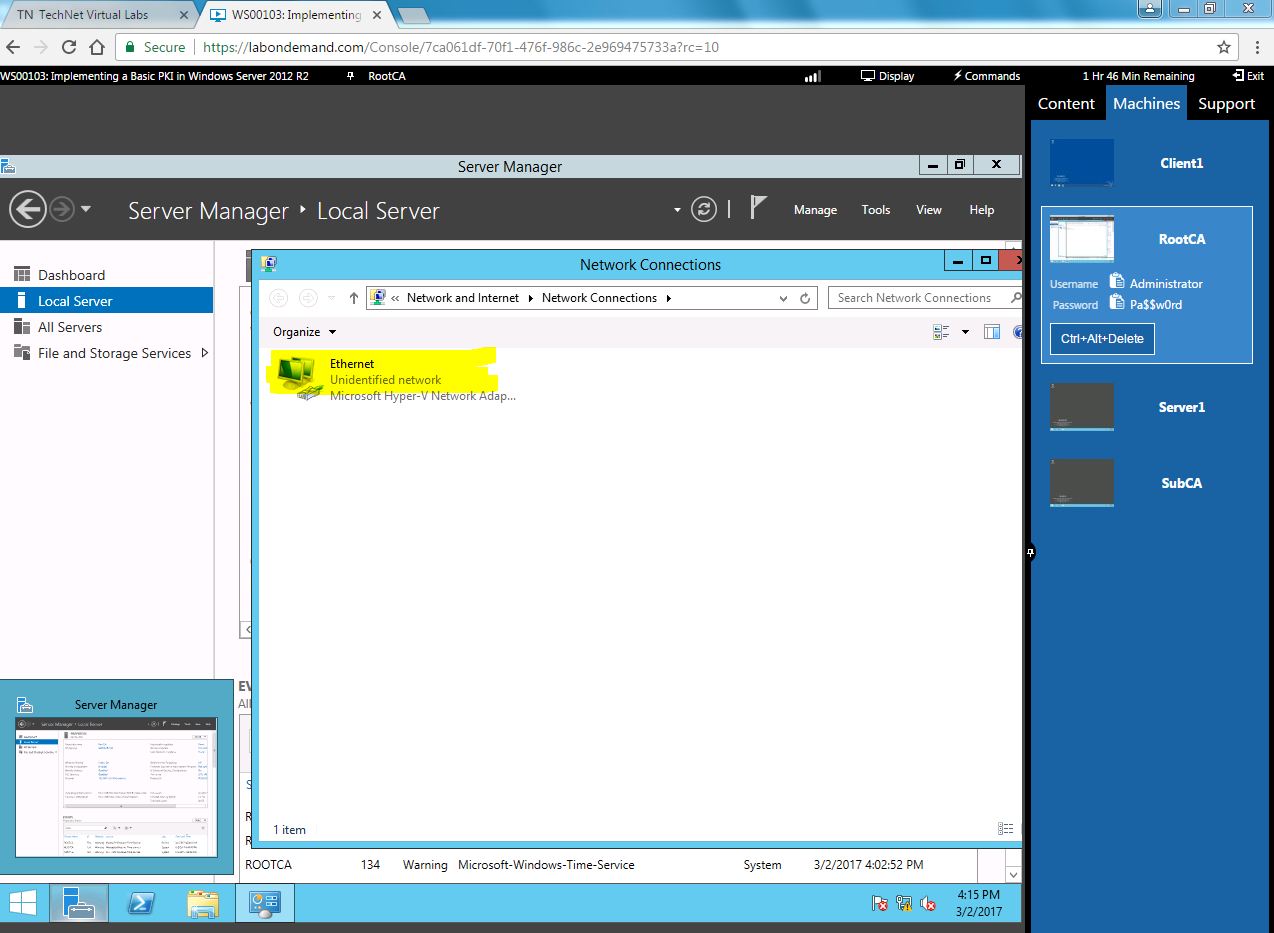 TN TechNet Virtual Labs
WS00103: Implementing
Secure
https://labondemand.com/Console/7ca061df-70f1-476f-986c-2e969475733a?rc=10
WS00103: Implementing a Basic PKI in Windows Server 2012 R2
RootCA
Display
Commands
1 Hr 46 Min Remaining
Exit
Content
Machines
Support
Server Manager
Server Manager
Local Server
Manage
Tools
View
Help
Dashboard
Local Server
All Servers
File and Storage Services
Network Connections
« Network and Internet
Network Connections
Search Network Connections
Organize
Ethernet
Unidentified network
Microsoft Hyper-V Network Adap...
1 item
Client1
RootCA
Username Administrator
Password Pa$$w0rd
Ctrl+Alt+Delete
Server1
SubCA
Server Manager
EV
All
S
R
R
ROOTCA 134 Warning Microsoft-Windows-Time-Service System 3/2/2017 4:02:52 PM
4:15 PM
3/2/2017